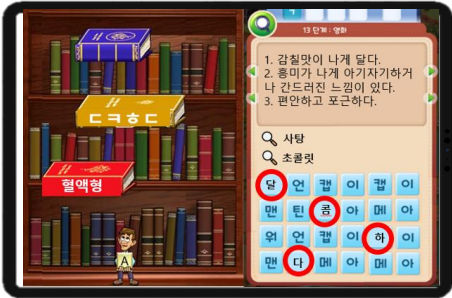 ㄷㅋㅎㄷ
혈액형
A
13 단계 : 영화
1. 감칠맛이 나게 달다.
2. 흥미가 나게 아기자기하거
나 간드러진 느낌이 있다.
3. 편안하고 포근하다.
사탕
초콜릿
달 언 캡 이 캡 이
맨 틴 콤 아 메 아
워 언 캡 이 하 이
맨 다 메 아 메 아